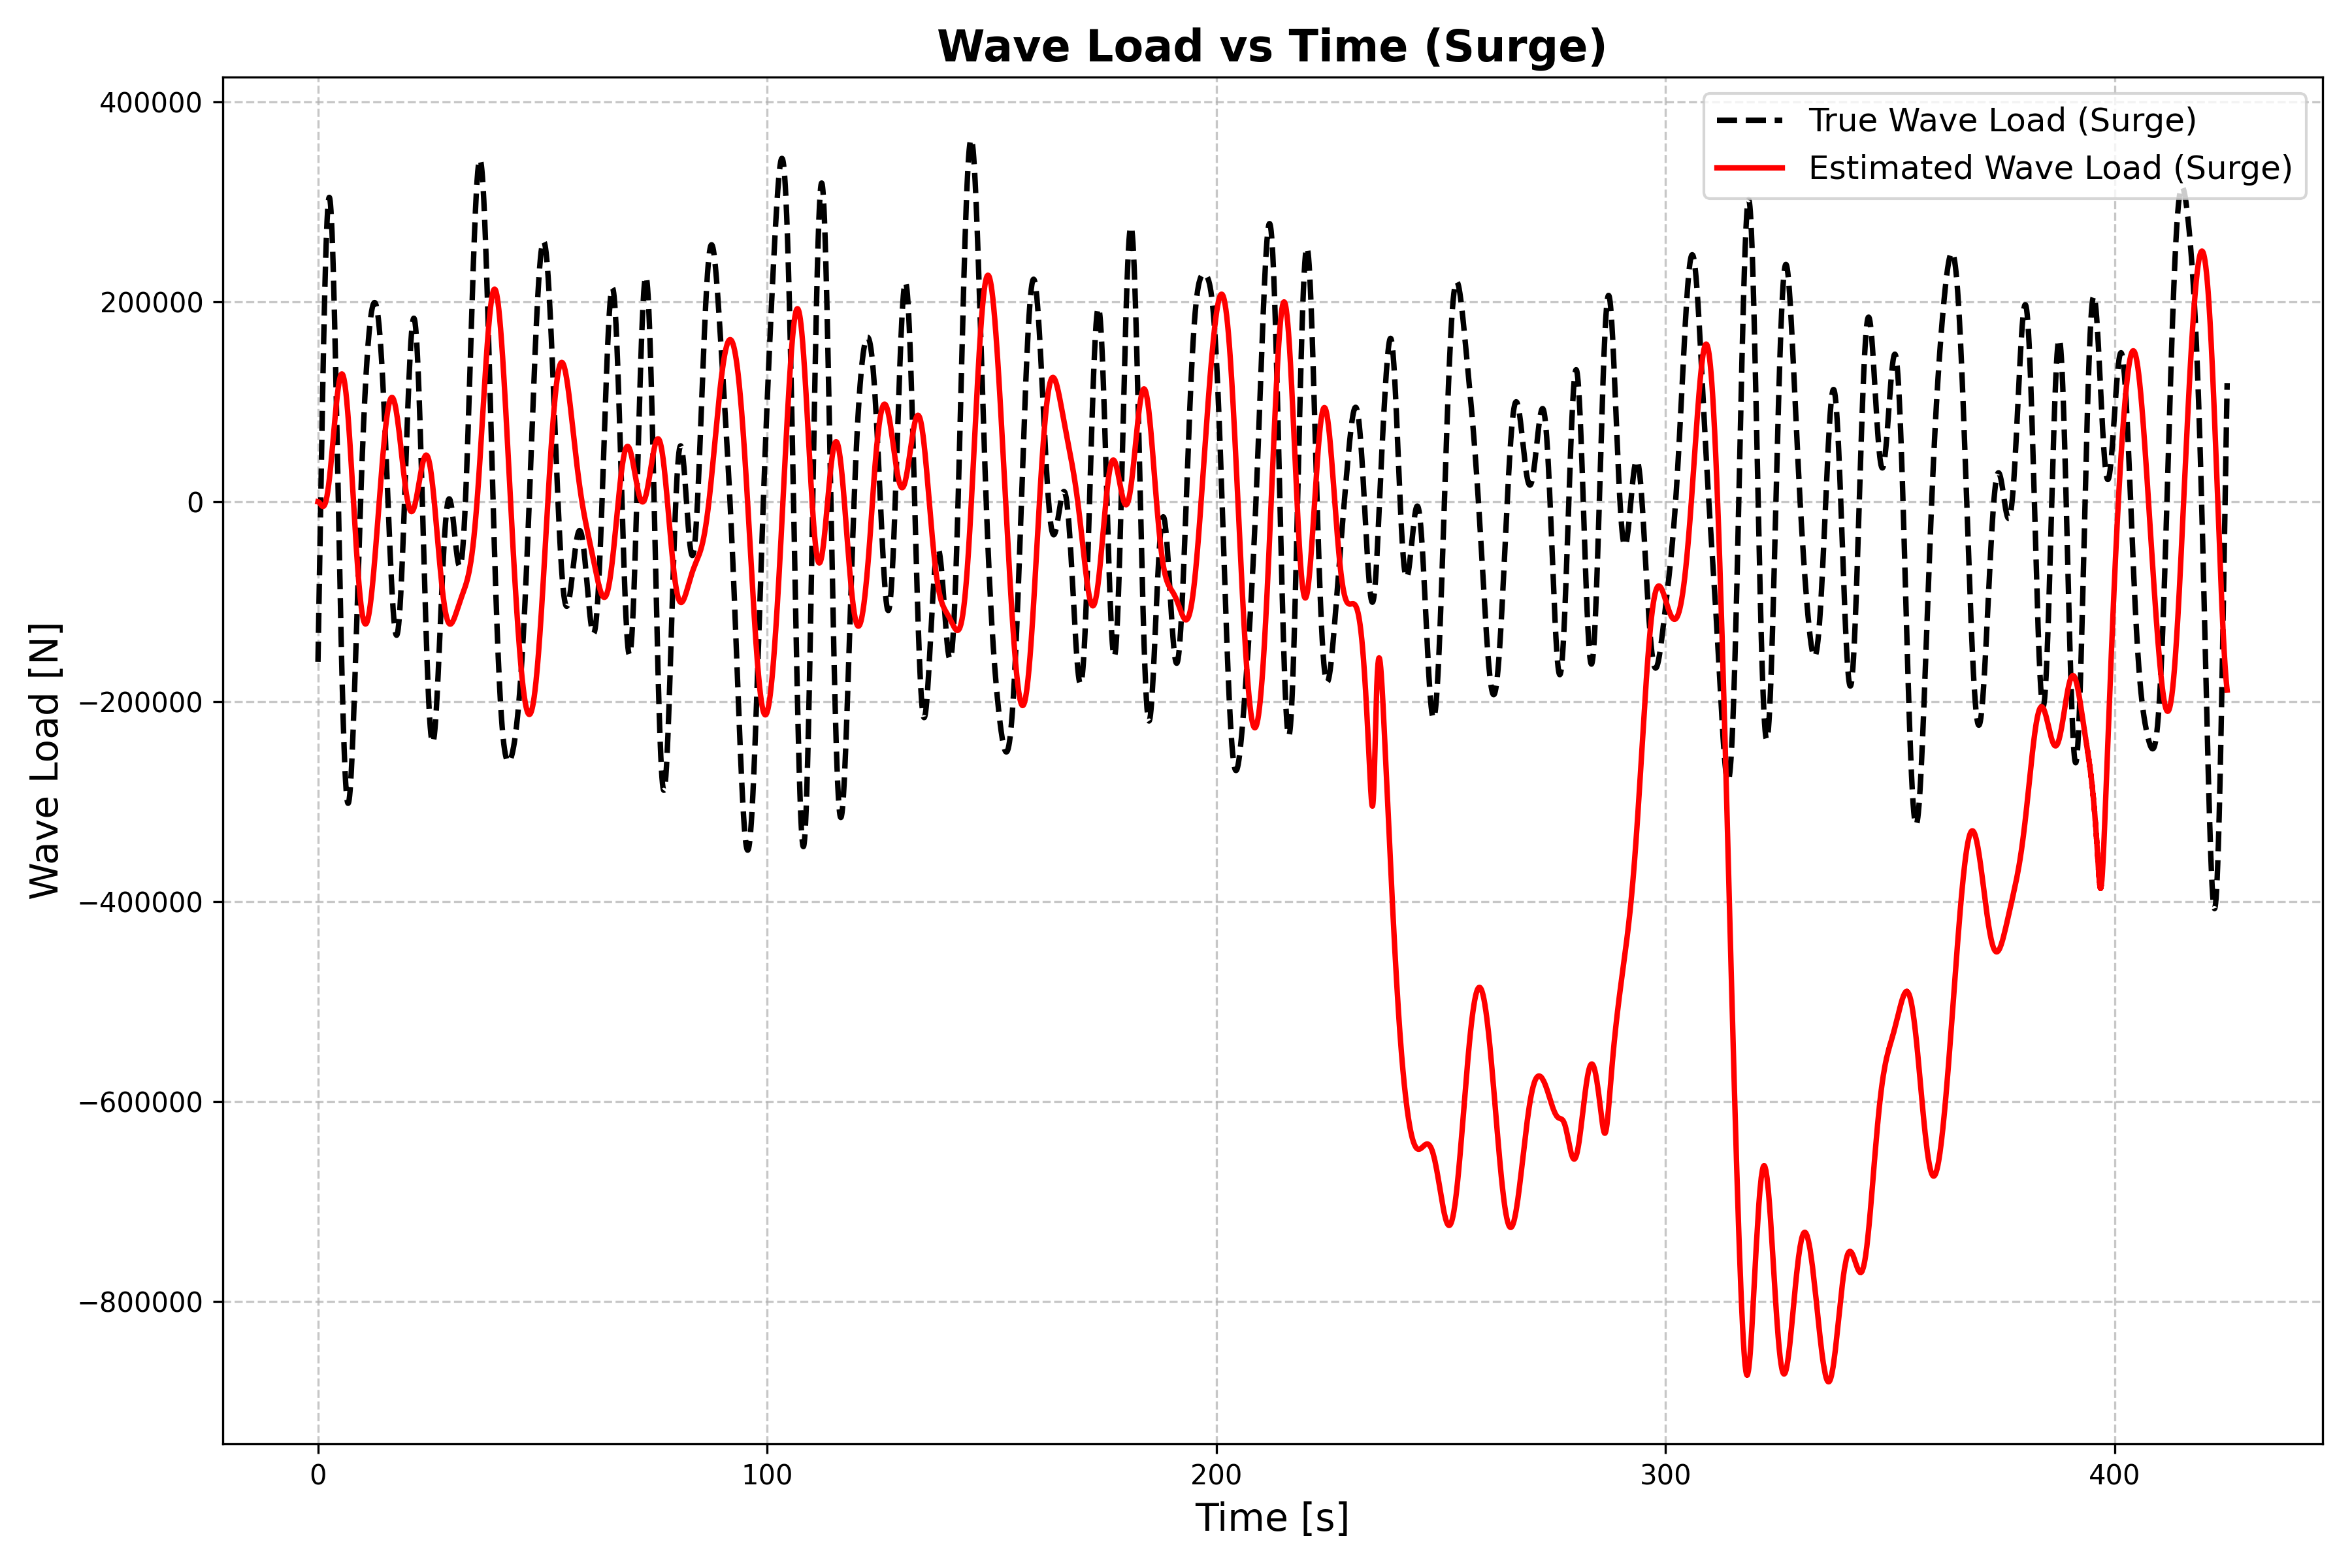 Wave Load vs Time (Surge)
True Wave Load (Surge)
Estimated Wave Load (Surge)
Wave Load [N]
400000
200000
0
−200000
−400000
−600000
−800000
0 100 200 300 400
Time [s]